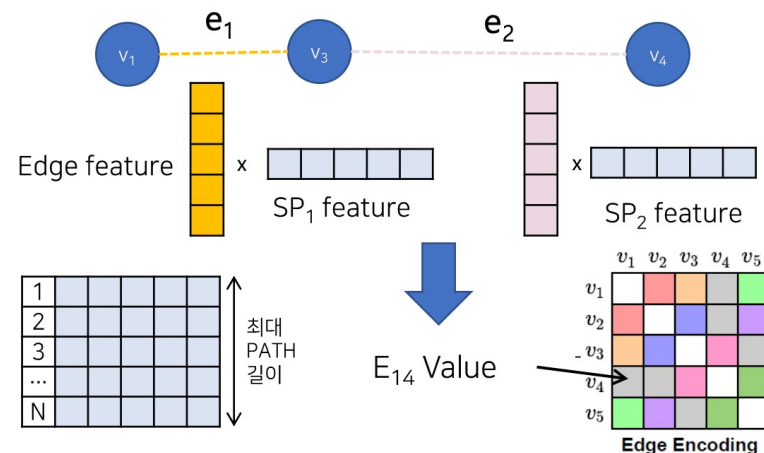 e1
e2
v1
v3
v4
Edge feature
x
SP1 feature
x
SP2 feature
1
2
3
...
N
최대
PATH
길이
E14 Value
v1 v2 v3 v4 v5
v1
v2
- v3
v4
v5
Edge Encoding